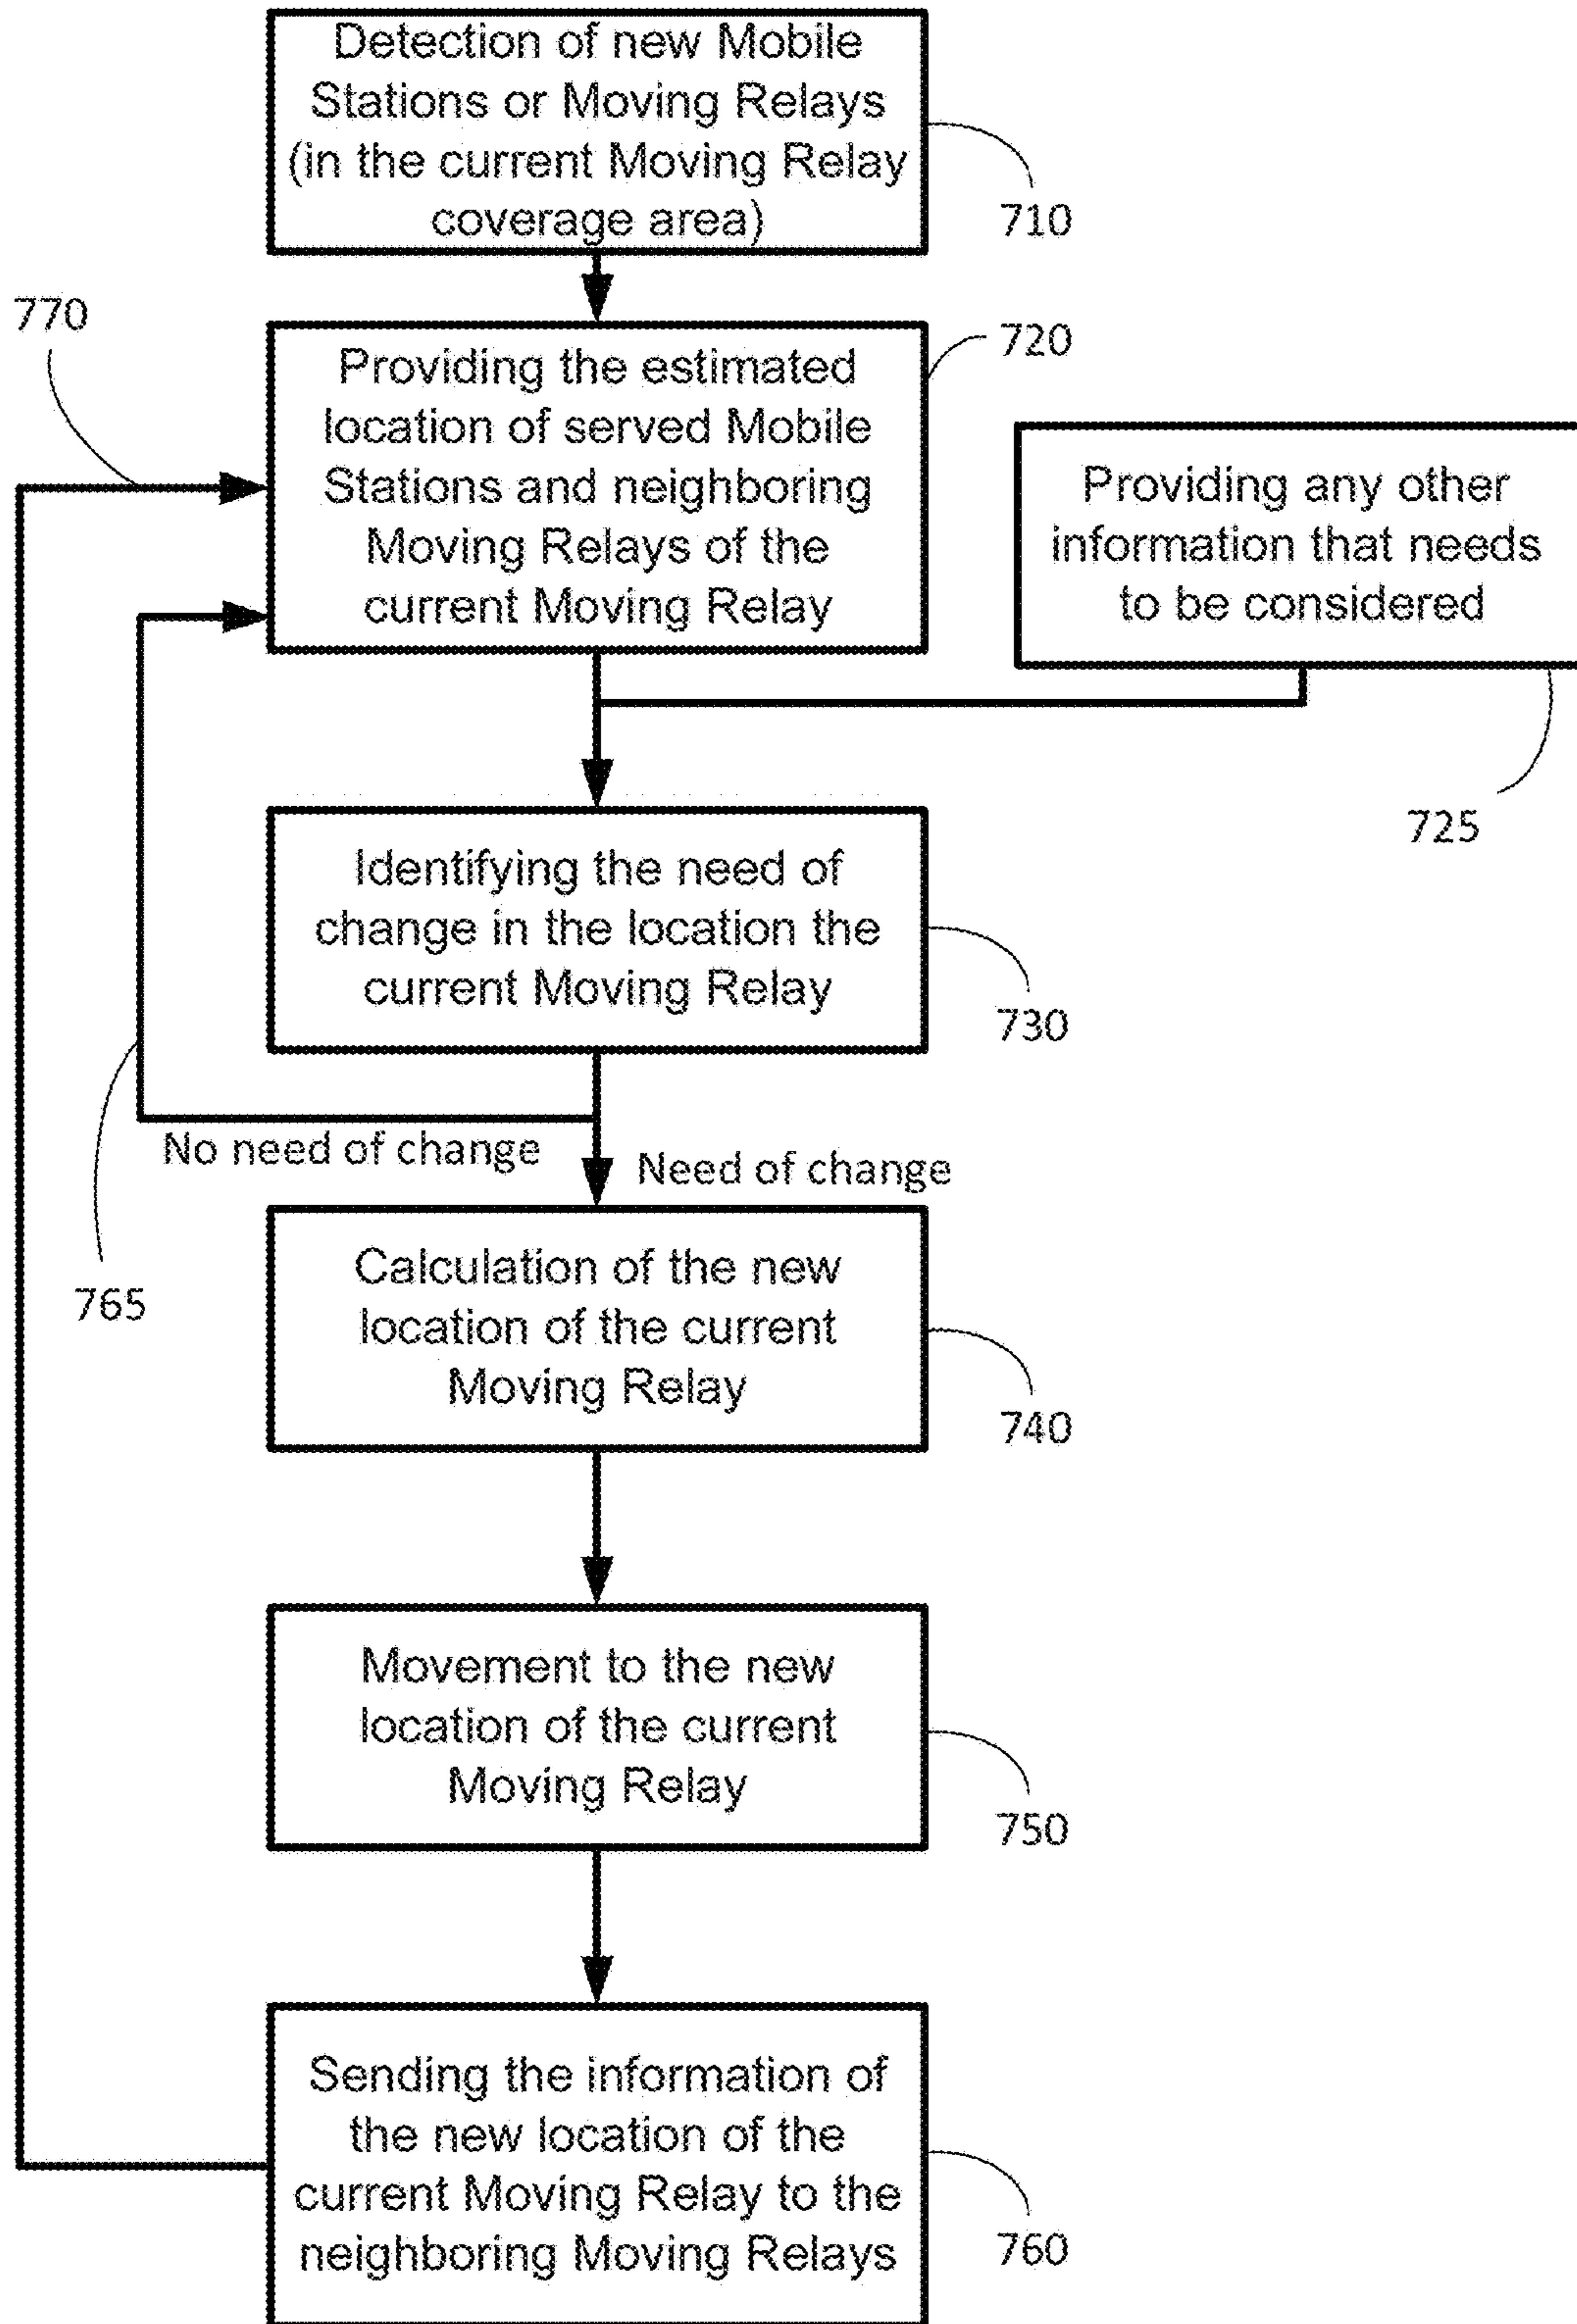 Detection of new Mobile
Stations or Moving Relays
(in the current Moving Relay
coverage area)
710
770
720
Providing the estimated
location of served Mobile
Stations and neighboring
Moving Relays of the
current Moving Relay
Providing any other
information that needs
to be considered
725
Identifying the need of
change in the location the
current Moving Relay
730
No need of change
Need of change
765
Calculation of the new
location of the current
Moving Relay
740
Movement to the new
location of the current
Moving Relay
750
Sending the information of
the new location of the
current Moving Relay to the
neighboring Moving Relays
760